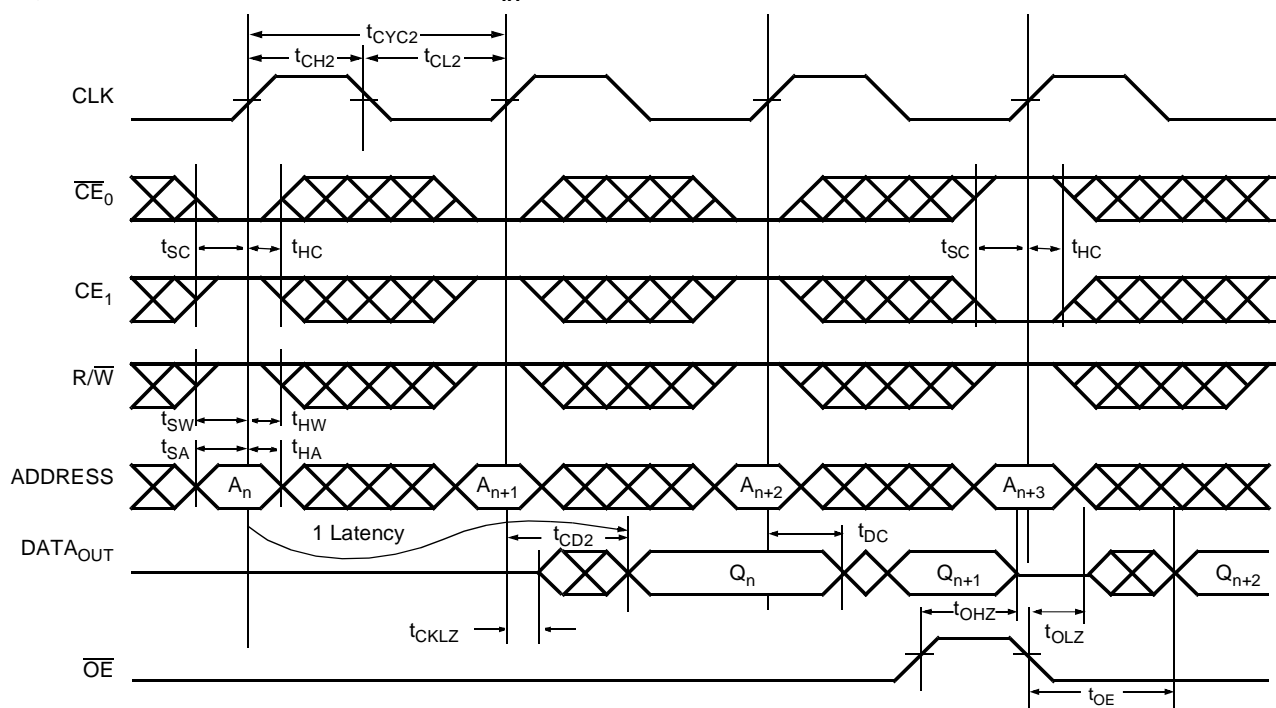 IN
tCYC2
tCH2 tCL2
CLK
CE0
tSC tHC tSC tHC
CE1
R/W
tSW tHW
tSA tHA
ADDRESS An An+1 An+2 An+3
1 Latency tCD2 tDC
DATAOUT Qn Qn+1 Qn+2
tOHZ
tCKLZ tOLZ
OE
tOE